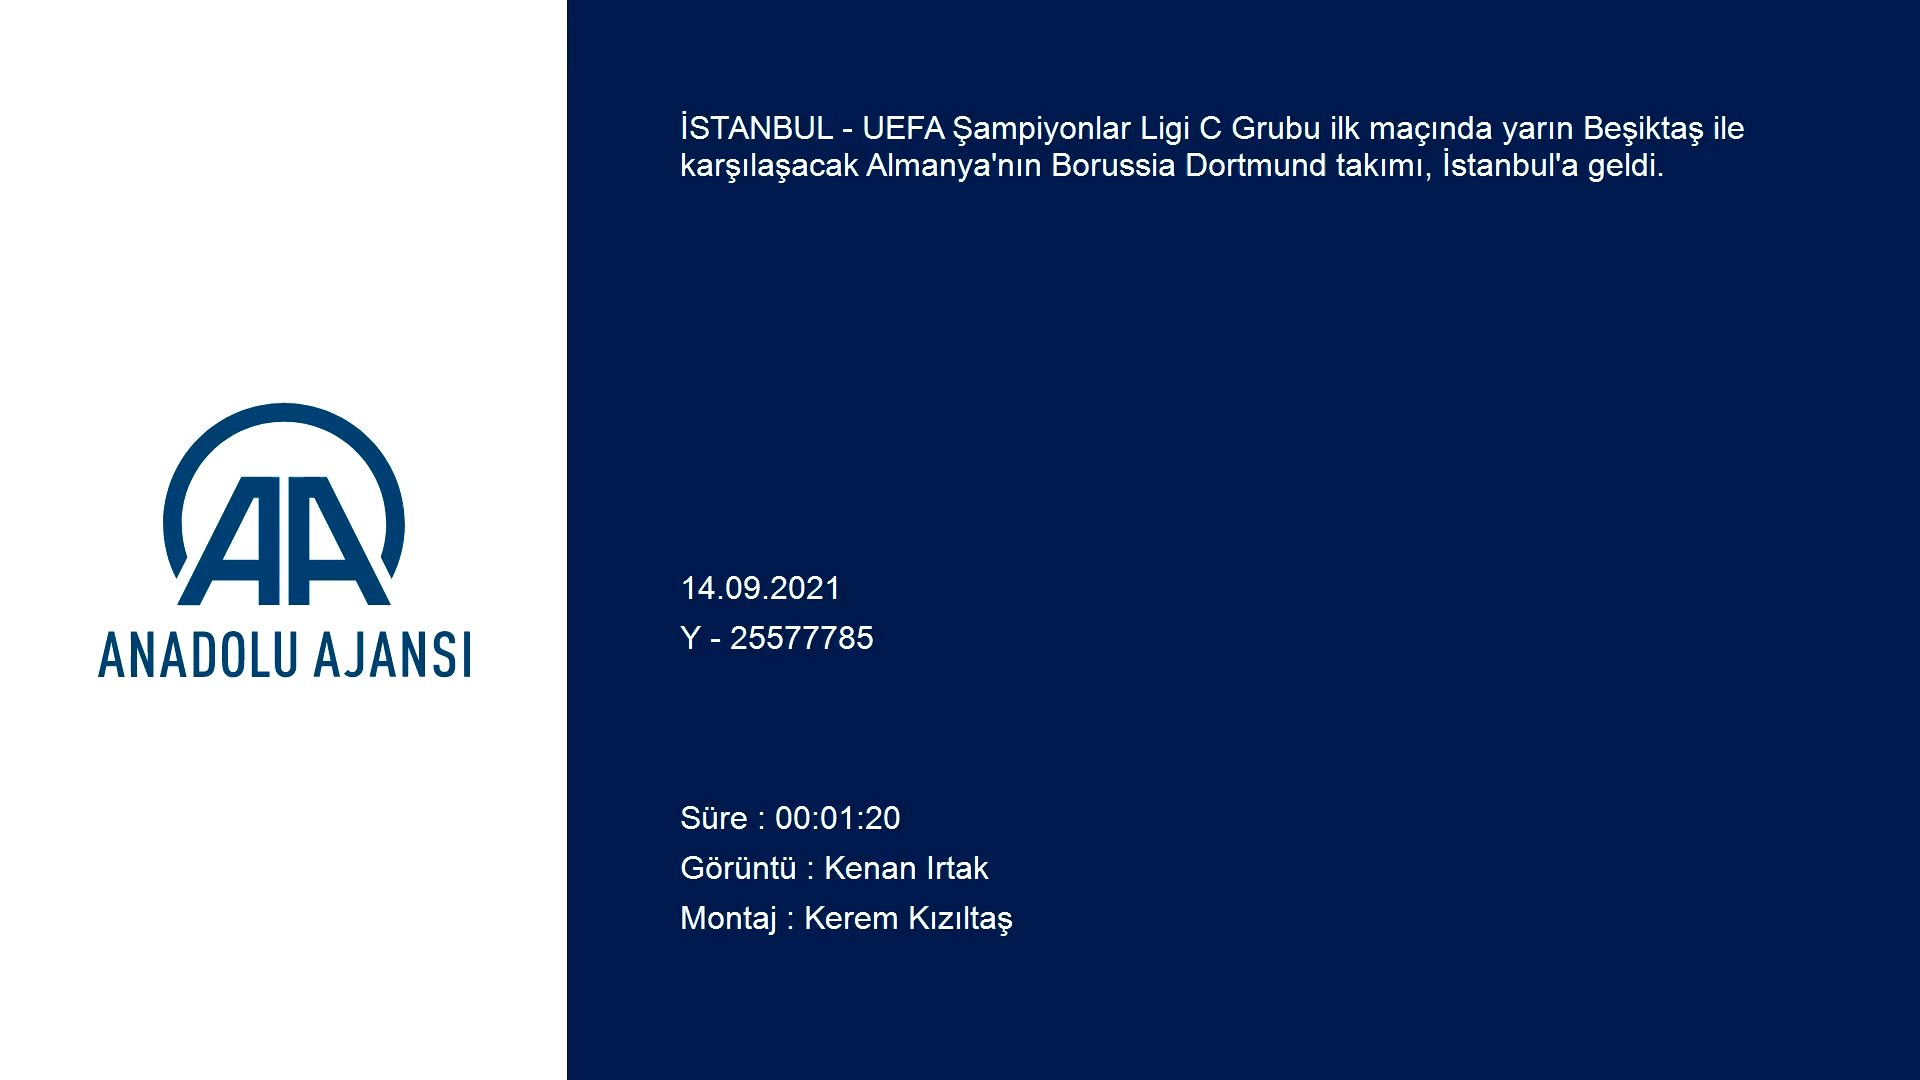 İSTANBUL - UEFA Şampiyonlar Ligi C Grubu ilk maçında yarın Beşiktaş ile
karşılaşacak Almanya'nın Borussia Dortmund takımı, İstanbul'a geldi.
AA
ANADOLU AJANSI
14.09.2021
Y - 25577785
Süre : 00:01:20
Görüntü : Kenan Irtak
Montaj : Kerem Kızıltaş